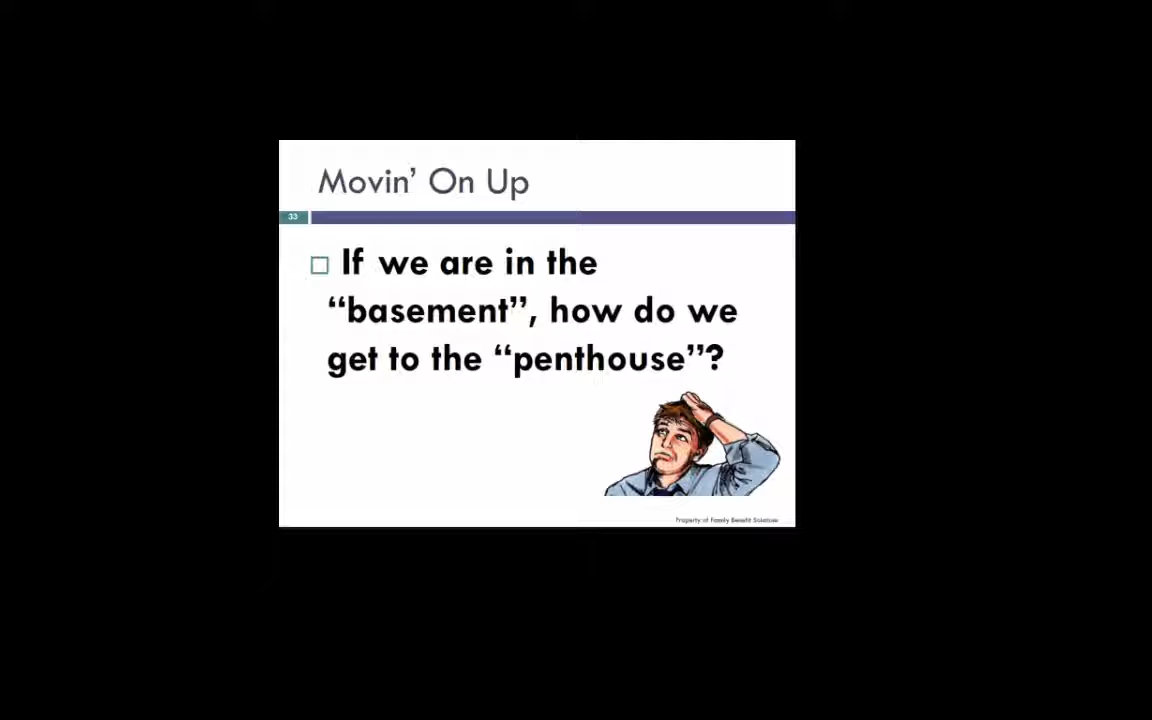 Movin’ On Up
33
If we are in the
“basement”, how do we
get to the “penthouse”?
Property of Family Benefit Solutions